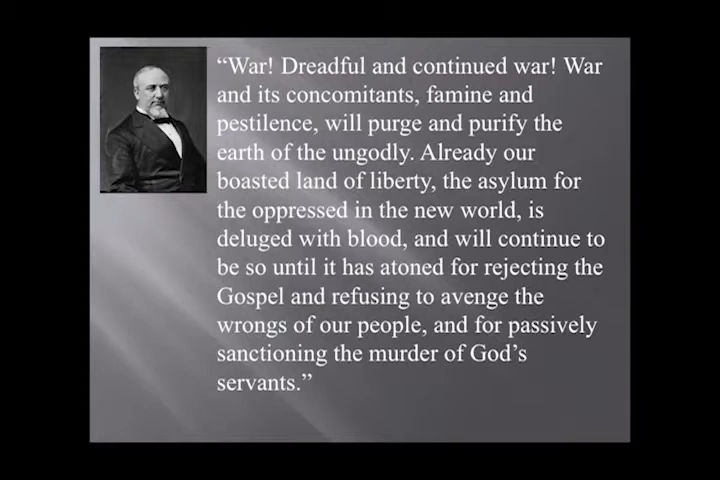 “War! Dreadful and continued war! War
and its concomitants, famine and
pestilence, will purge and purify the
earth of the ungodly. Already our
boasted land of liberty, the asylum for
the oppressed in the new world, is
deluged with blood, and will continue to
be so until it has atoned for rejecting the
Gospel and refusing to avenge the
wrongs of our people, and for passively
sanctioning the murder of God’s
servants.”